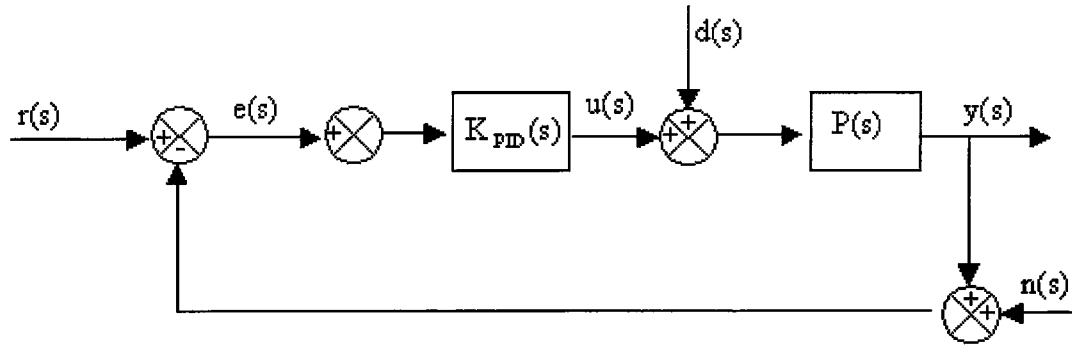 d(s)
r(s)
e(s)
K PID (s)
u(s)
P(s)
y(s)
+
-
+
+
+
+
+
n(s)